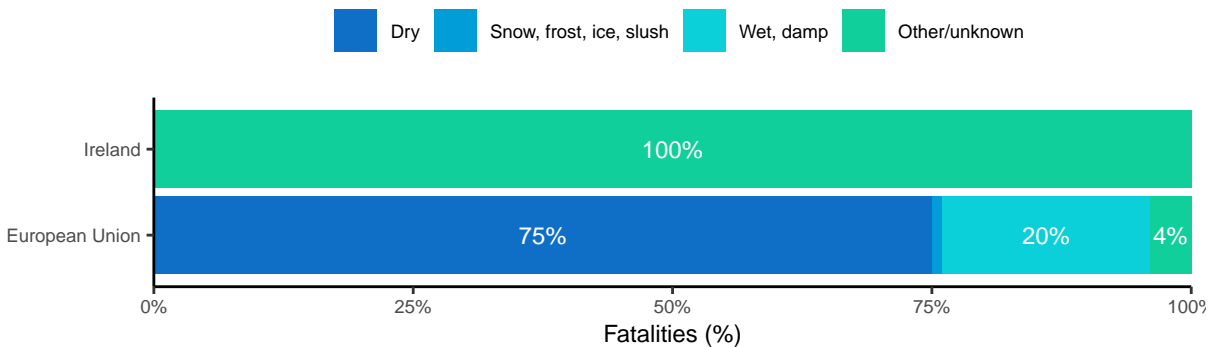 Dry Snow, frost, ice, slush Wet, damp Other/unknown
Ireland 100%
European Union 75% 20% 4%
0% 25% 50% 75% 100%
Fatalities (%)